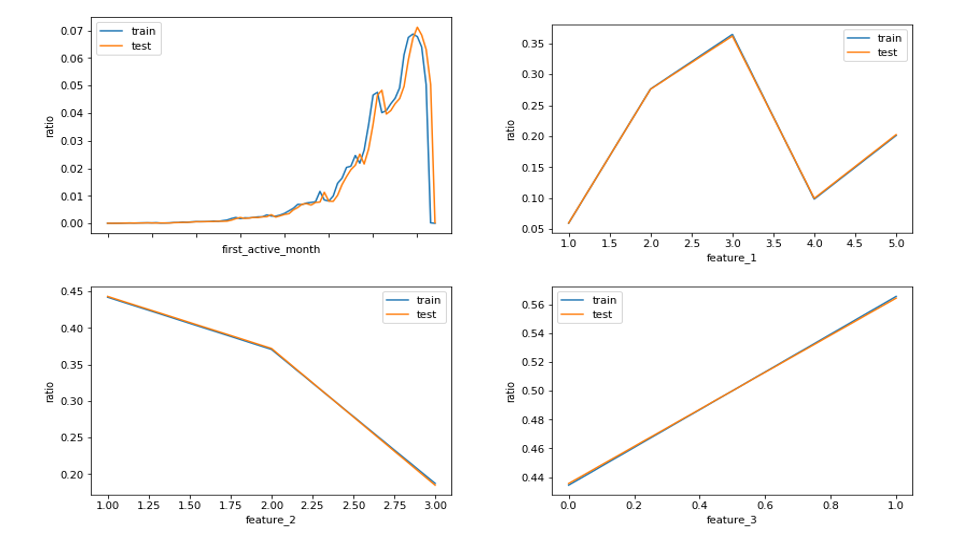 train
test
0.07
0.06
0.05
0.04
0.03
0.02
0.01
0.00
ratio
first_active_month
train
test
0.35
0.30
0.25
0.20
0.15
0.10
0.05
ratio
1.0 1.5 2.0 2.5 3.0 3.5 4.0 4.5 5.0
feature_1
train
test
0.45
0.40
0.35
0.30
0.25
0.20
ratio
1.00 1.25 1.50 1.75 2.00 2.25 2.50 2.75 3.00
feature_2
train
test
0.56
0.54
0.52
0.50
0.48
0.46
0.44
ratio
0.0 0.2 0.4 0.6 0.8 1.0
feature_3